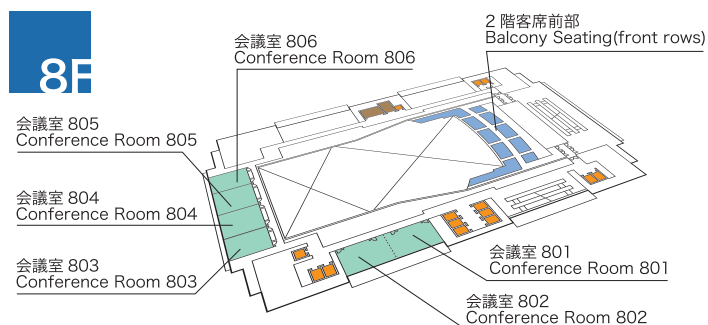 8F
会議室 806
Conference Room 806
2 階客席前部
Balcony Seating(front rows)
会議室 805
Conference Room 805
会議室 804
Conference Room 804
会議室 803
Conference Room 803
会議室 801
Conference Room 801
会議室 802
Conference Room 802